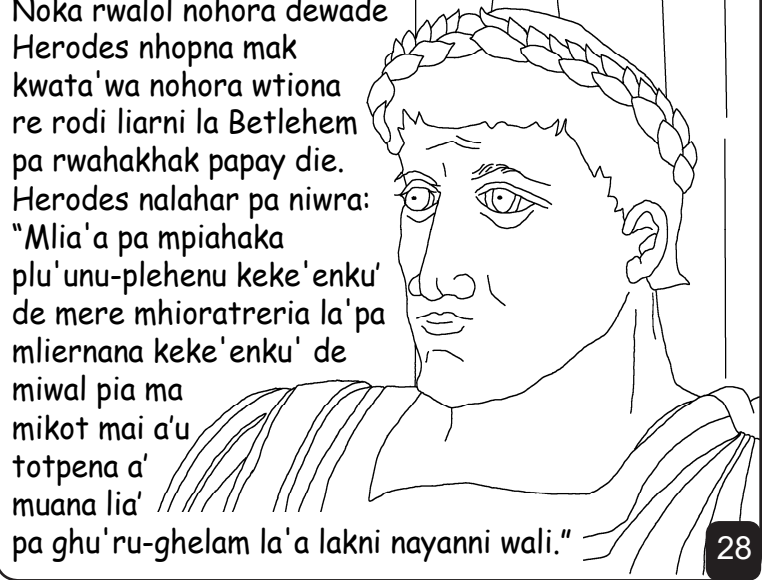 Noka rwalol nohora dewade
Herodes nhopna mak
kwata'wa nohora wtiona
re rodi liarni la Betlehem
pa rwahakhak papay die.
Herodes nalahar pa niwra:
“Mlia'a pa mpiahaka
plu'unu-plehenu keke'enku’
de mere mhioratreria la'pa
mliernana keke'enku' de
miwal pia ma
mikot mai a’u
totpena a’
muana lia’
pa ghu'ru-ghelam la'a lakni nayanni wali.”
28